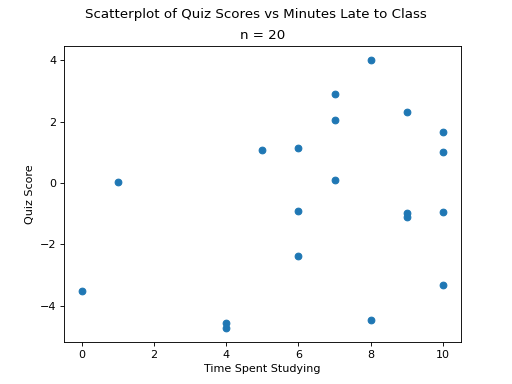 Scatterplot of Quiz Scores vs Minutes Late to Class
n = 20
4
2
0
−2
−4
Quiz Score
0 2 4 6 8 10
Time Spent Studying